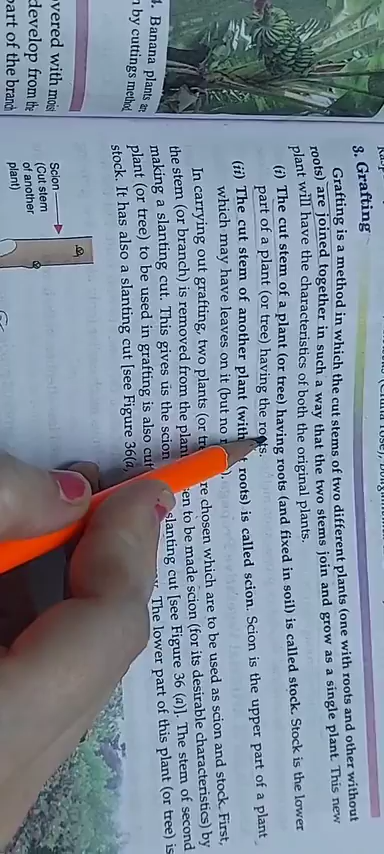 4. Banana plants
n by cuttings method
vered with mois
develop from the
part of the branch
3. Grafting
Grafting is a method in which the cut stems of two different plants (one with roots and other without
roots) are joined together in such a way that the two stems join and grow as a single plant. This new
plant will have the characteristics of both the original plants.
(i) The cut stem of a plant (or tree) having roots (and fixed in soil) is called stock. Stock is the lower
part of a plant (or tree) having the roots.
(ii) The cut stem of another plant (with roots) is called scion. Scion is the upper part of a plant
which may have leaves on it (but no
In carrying out grafting, two plants (or are chosen which are to be used as scion and stock. First,
the stem (or branch) is removed from the plant to be made scion (for its desirable characteristics) by
making a slanting cut. This gives us the scion slanting cut [see Figure 36 (a)]. The stem of second
plant (or tree) to be used in grafting is also cut The lower part of this plant (or tree) is
stock. It has also a slanting cut [see Figure 36(a
Scion
(Cut stem
of another
plant)